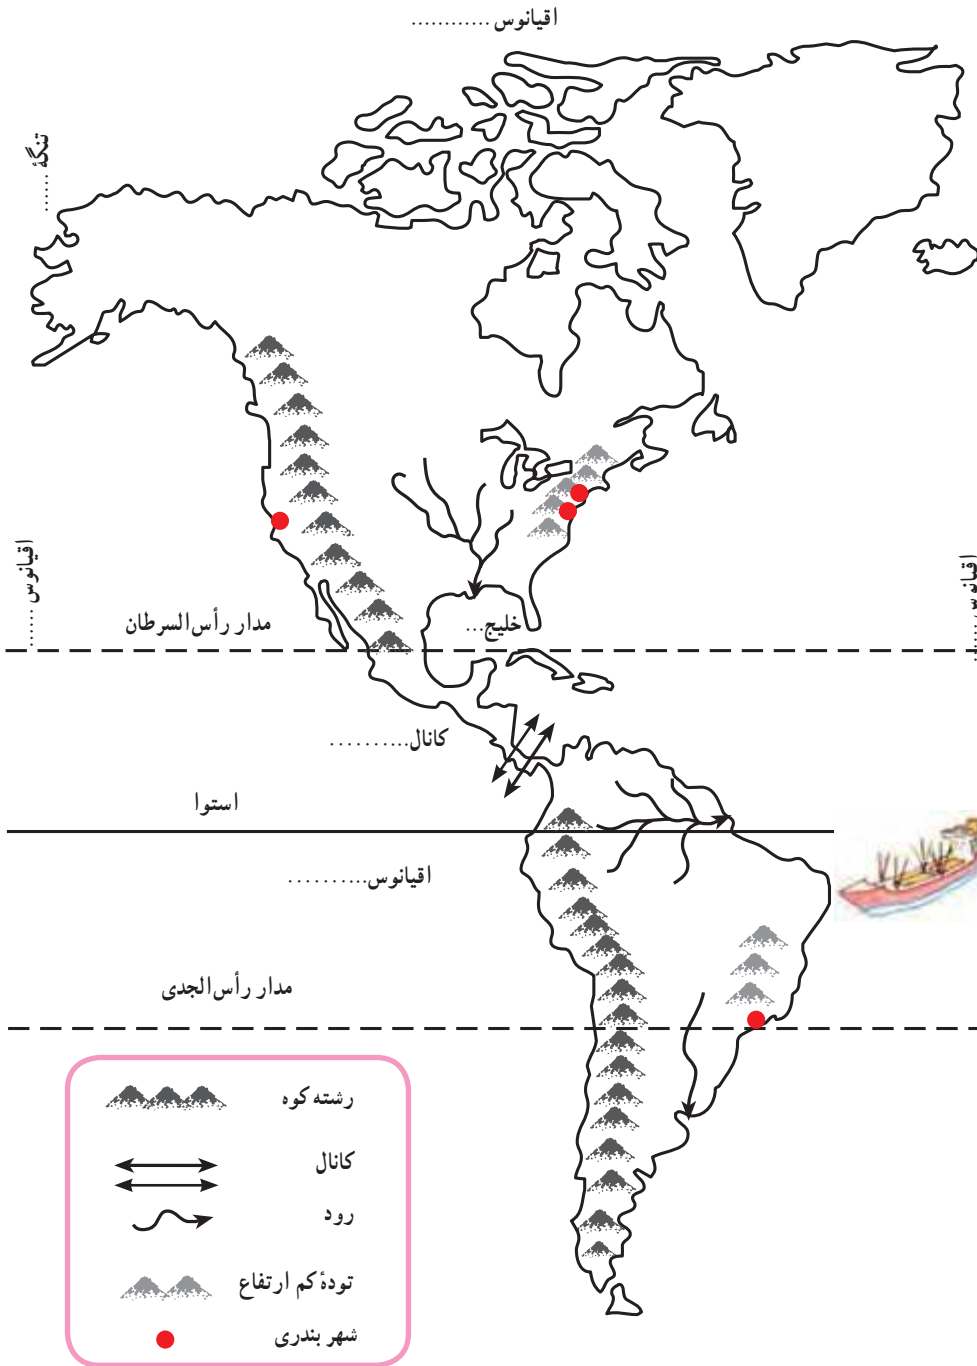 اقیانوس ............
تنگهٔ ......
اقیانوس ......
اقیانوس ......
مدار رأس السرطان
خلیج...
کانال..........
استوا
اقیانوس..........
مدار رأس الجدی
رشته کوه
کانال
رود
تودهٔ کم ارتفاع
شهر بندری